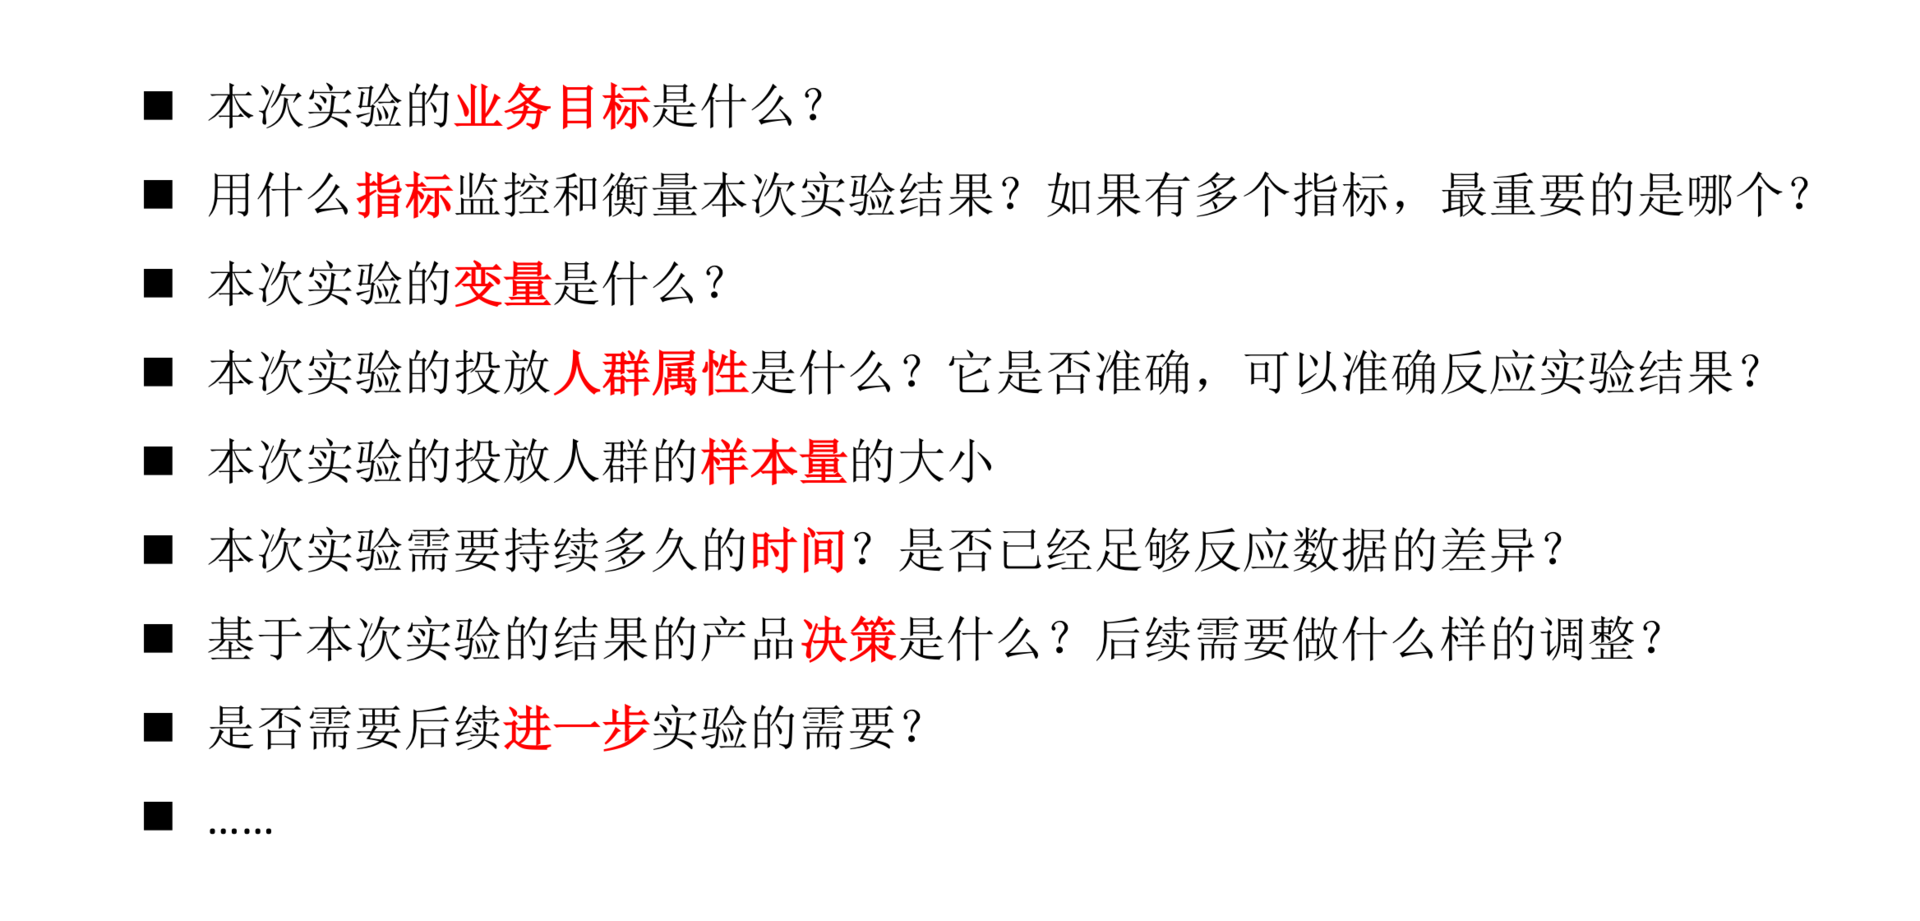 ■ 本次实验的业务目标是什么？
■ 用什么指标监控和衡量本次实验结果？如果有多个指标，最重要的是哪个？
■ 本次实验的变量是什么？
■ 本次实验的投放人群属性是什么？它是否准确，可以准确反应实验结果？
■ 本次实验的投放人群的样本量的大小
■ 本次实验需要持续多久的时间？是否已经足够反应数据的差异？
■ 基于本次实验的结果的产品决策是什么？后续需要做什么样的调整？
■ 是否需要后续进一步实验的需要？
■ ……